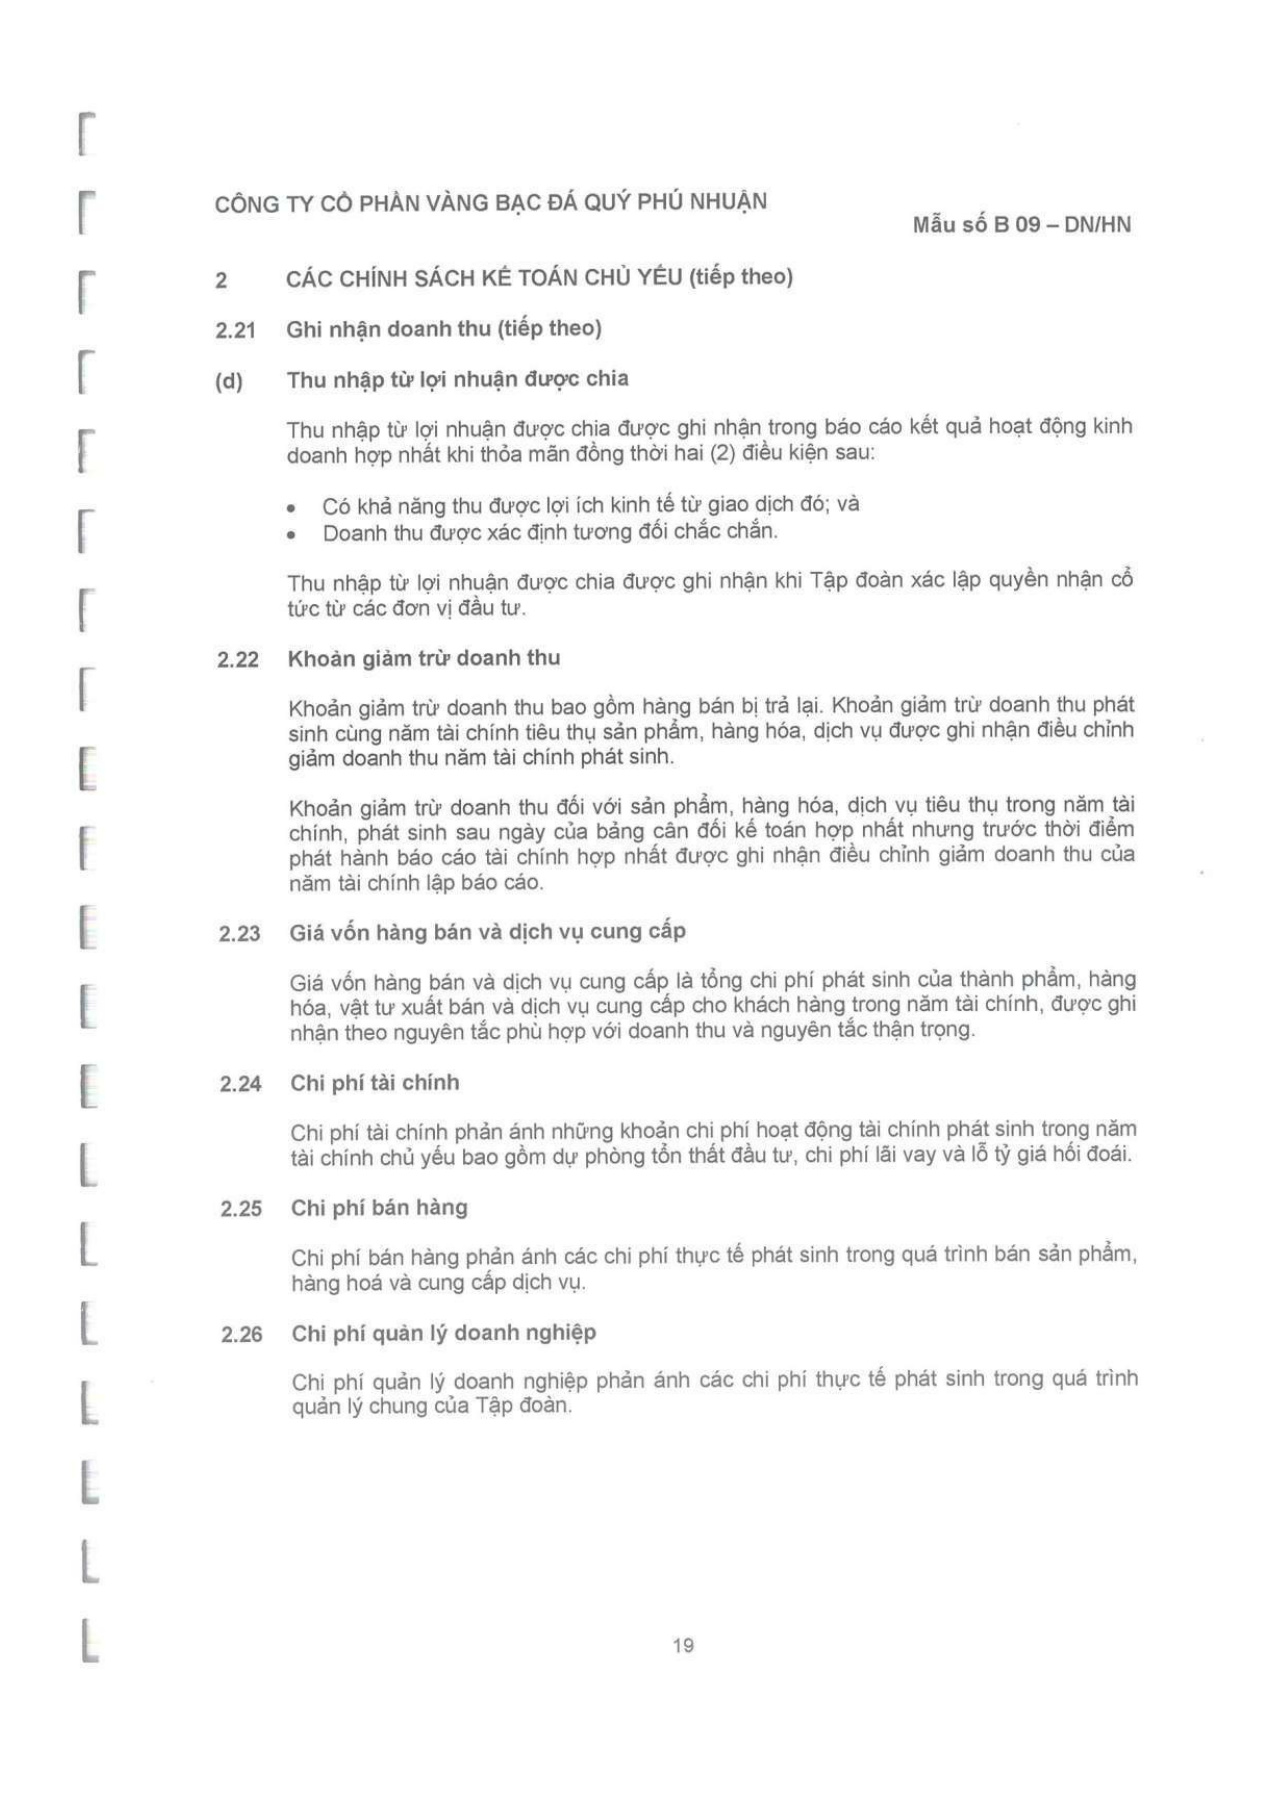 CÔNG TY CỔ PHẦN VÀNG BẠC ĐÁ QUÝ PHÚ NHUẬN
Mẫu số B 09 – DN/HN
2 CÁC CHÍNH SÁCH KẾ TOÁN CHỦ YẾU (tiếp theo)
2.21 Ghi nhận doanh thu (tiếp theo)
(d) Thu nhập từ lợi nhuận được chia
Thu nhập từ lợi nhuận được chia được ghi nhận trong báo cáo kết quả hoạt động kinh
doanh hợp nhất khi thỏa mãn đồng thời hai (2) điều kiện sau:
• Có khả năng thu được lợi ích kinh tế từ giao dịch đó; và
• Doanh thu được xác định tương đối chắc chắn.
Thu nhập từ lợi nhuận được chia được ghi nhận khi Tập đoàn xác lập quyền nhận cổ
tức từ các đơn vị đầu tư.
2.22 Khoản giảm trừ doanh thu
Khoản giảm trừ doanh thu bao gồm hàng bán bị trả lại. Khoản giảm trừ doanh thu phát
sinh cùng năm tài chính tiêu thụ sản phẩm, hàng hóa, dịch vụ được ghi nhận điều chỉnh
giảm doanh thu năm tài chính phát sinh.
Khoản giảm trừ doanh thu đối với sản phẩm, hàng hóa, dịch vụ tiêu thụ trong năm tài
chính, phát sinh sau ngày của bảng cân đối kế toán hợp nhất nhưng trước thời điểm
phát hành báo cáo tài chính hợp nhất được ghi nhận điều chỉnh giảm doanh thu của
năm tài chính lập báo cáo.
2.23 Giá vốn hàng bán và dịch vụ cung cấp
Giá vốn hàng bán và dịch vụ cung cấp là tổng chi phí phát sinh của thành phẩm, hàng
hóa, vật tư xuất bán và dịch vụ cung cấp cho khách hàng trong năm tài chính, được ghi
nhận theo nguyên tắc phù hợp với doanh thu và nguyên tắc thận trọng.
2.24 Chi phí tài chính
Chi phí tài chính phản ánh những khoản chi phí hoạt động tài chính phát sinh trong năm
tài chính chủ yếu bao gồm dự phòng tổn thất đầu tư, chi phí lãi vay và lỗ tỷ giá hối đoái.
2.25 Chi phí bán hàng
Chi phí bán hàng phản ánh các chi phí thực tế phát sinh trong quá trình bán sản phẩm,
hàng hoá và cung cấp dịch vụ.
2.26 Chi phí quản lý doanh nghiệp
Chi phí quản lý doanh nghiệp phản ánh các chi phí thực tế phát sinh trong quá trình
quản lý chung của Tập đoàn.
19